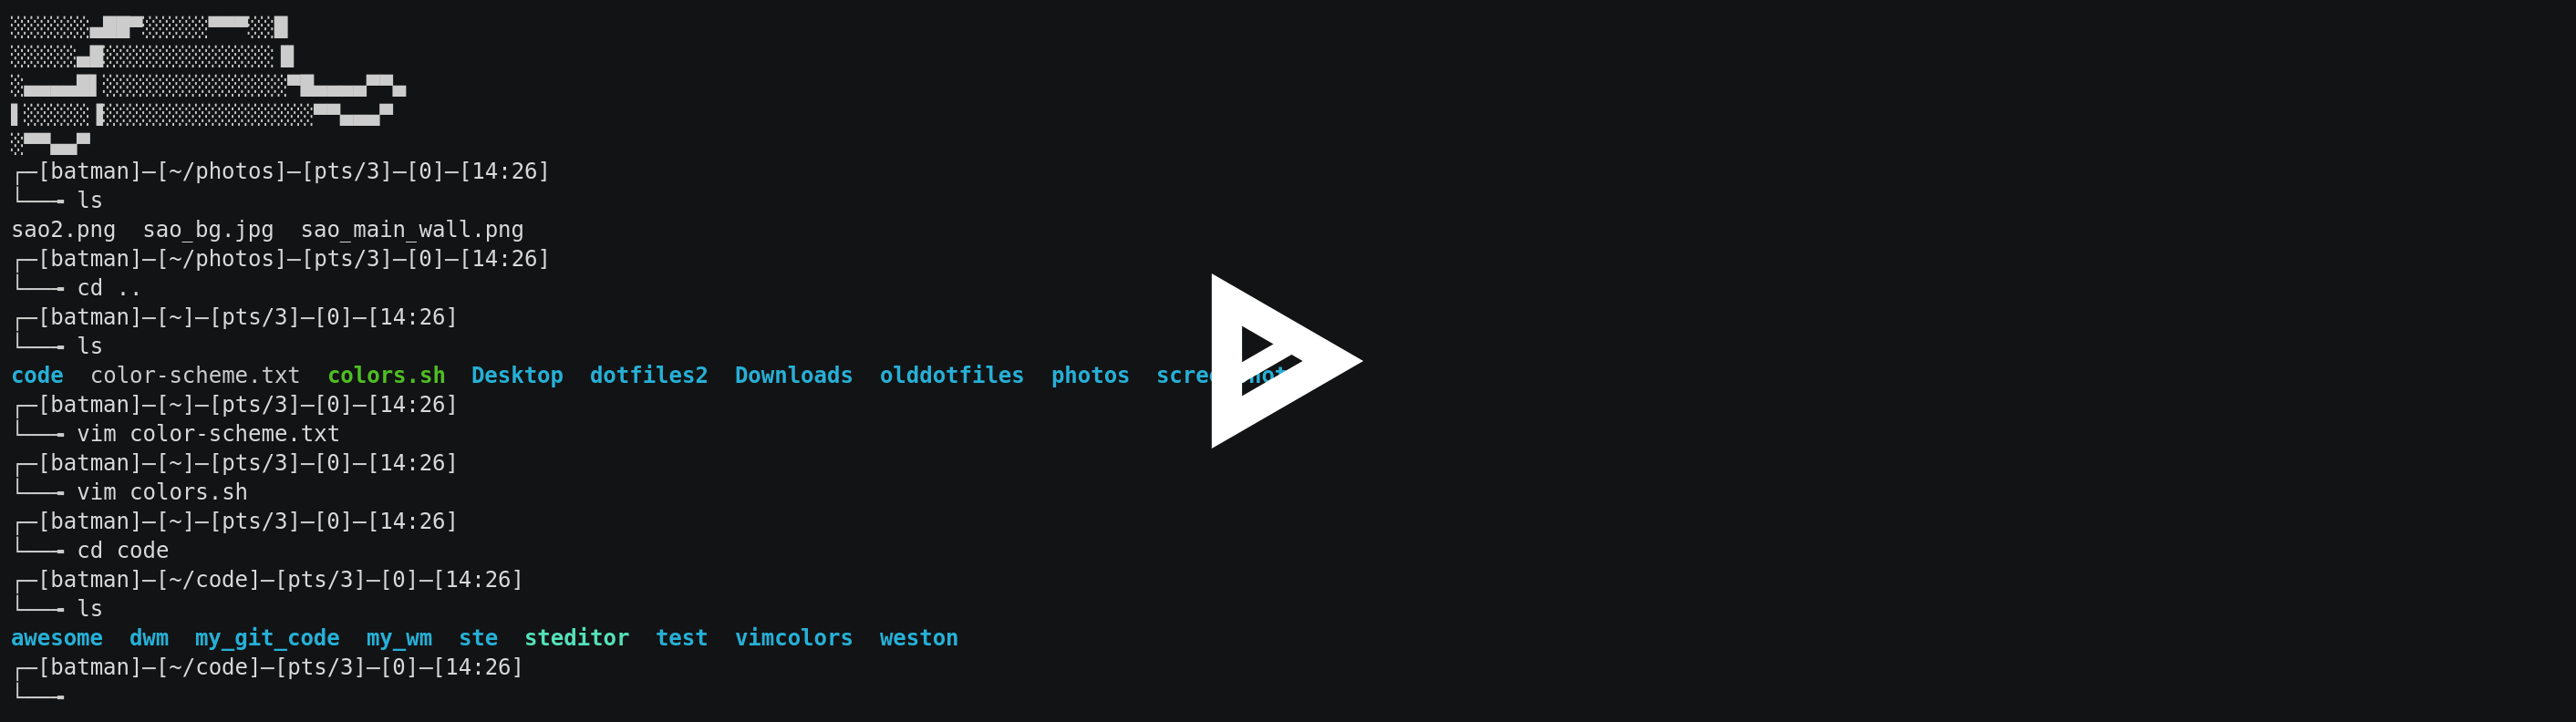 ┌─[batman]─[~/photos]─[pts/3]─[0]─[14:26]
└───╼ ls
sao2.png  sao_bg.jpg  sao_main_wall.png
┌─[batman]─[~/photos]─[pts/3]─[0]─[14:26]
└───╼ cd ..
┌─[batman]─[~]─[pts/3]─[0]─[14:26]
└───╼ ls
code  color-scheme.txt  colors.sh  Desktop  dotfiles2  Downloads  olddotfiles  photos
┌─[batman]─[~]─[pts/3]─[0]─[14:26]
└───╼ vim color-scheme.txt
┌─[batman]─[~]─[pts/3]─[0]─[14:26]
└───╼ vim colors.sh
┌─[batman]─[~]─[pts/3]─[0]─[14:26]
└───╼ cd code
┌─[batman]─[~/code]─[pts/3]─[0]─[14:26]
└───╼ ls
awesome  dwm  my_git_code  my_wm  ste  steditor  test  vimcolors  weston
┌─[batman]─[~/code]─[pts/3]─[0]─[14:26]
└───╼